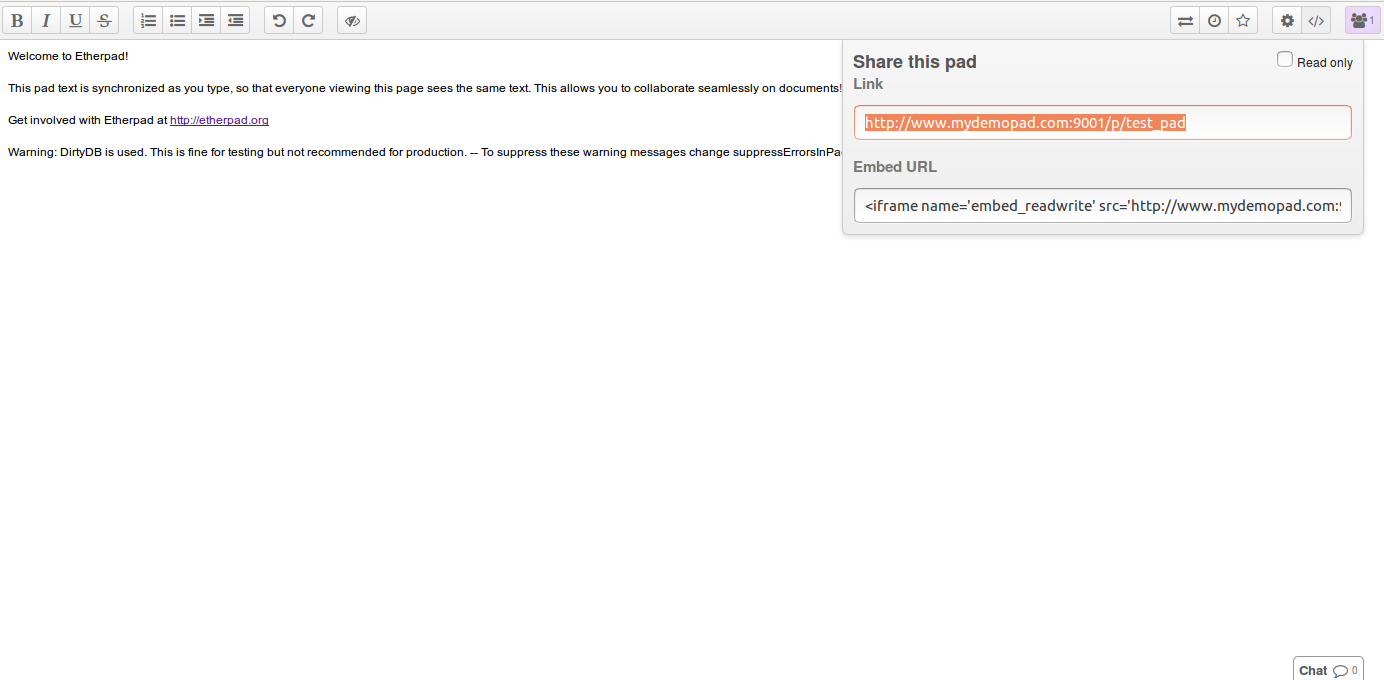 B I U S
1
Welcome to Etherpad!
This pad text is synchronized as you type, so that everyone viewing this page sees the same text. This allows you to collaborate seamlessly on documents!
Get involved with Etherpad at http://etherpad.org
Warning: DirtyDB is used. This is fine for testing but not recommended for production. -- To suppress these warning messages change suppressErrorsInPa
Share this pad
Read only
Link
http://www.mydemopad.com:9001/p/test_pad
Embed URL
<iframe name='embed_readwrite' src='http://www.mydemopad.com:
Chat 0